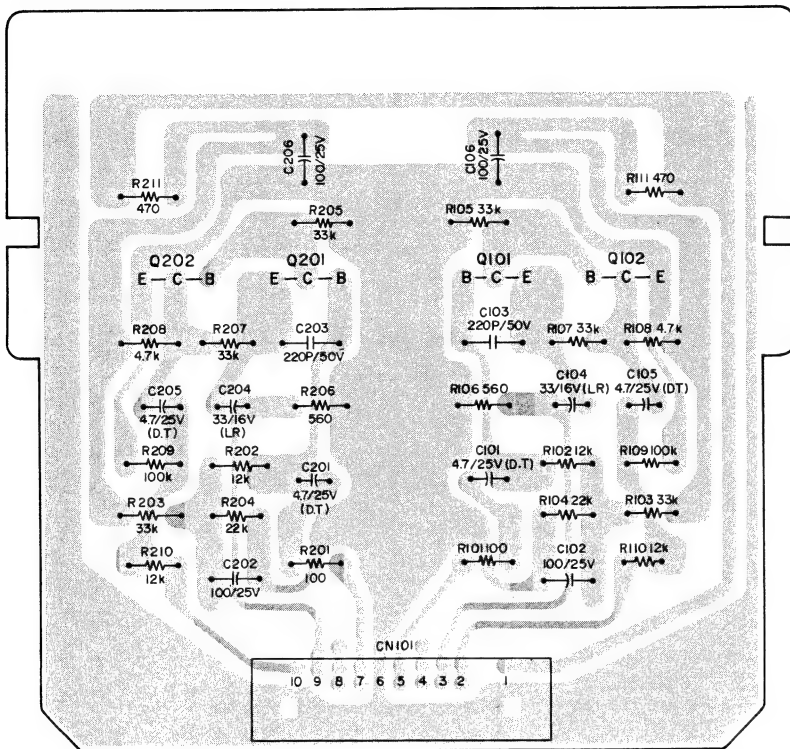 C206
100/25V
C106
100/25V
R211
470
R111 470
R205
33k
R105 33k
Q202
E-C-B
Q201
E-C-B
Q101
B-C-E
Q102
B-C-E
R208
4.7k
R207
33k
C203
220P/50V
C103
220P/50V
R107 33k
R108 4.7k
C205
4.7/25V
(D.T)
C204
33/16V
(LR)
R206
560
R106 560
C104
33/16V(LR)
C105
4.7/25V (DT)
R209
100k
R202
12k
C201
4.7/25V
(D.T)
C101
4.7/25V (D.T)
R102 12k
R109 100k
R203
33k
R204
22k
R104 22k
R103 33k
R210
12k
C202
100/25V
R201
100
R101 100
C102
100/25V
R110 12k
CN101
10 9 8 7 6 5 4 3 2 1